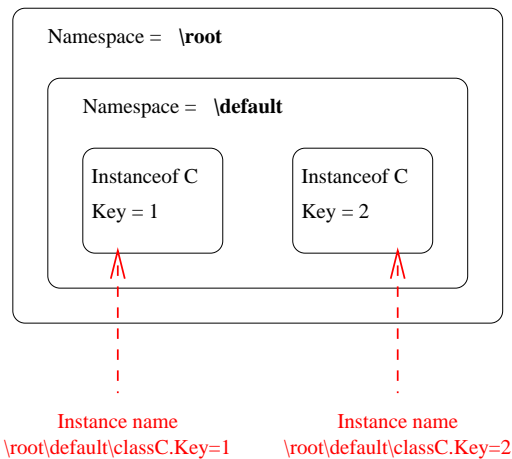 Namespace = \root
Namespace = \default
Instanceof C
Key = 1
Instanceof C
Key = 2
Instance name
\root\default\classC.Key=1
Instance name
\root\default\classC.Key=2